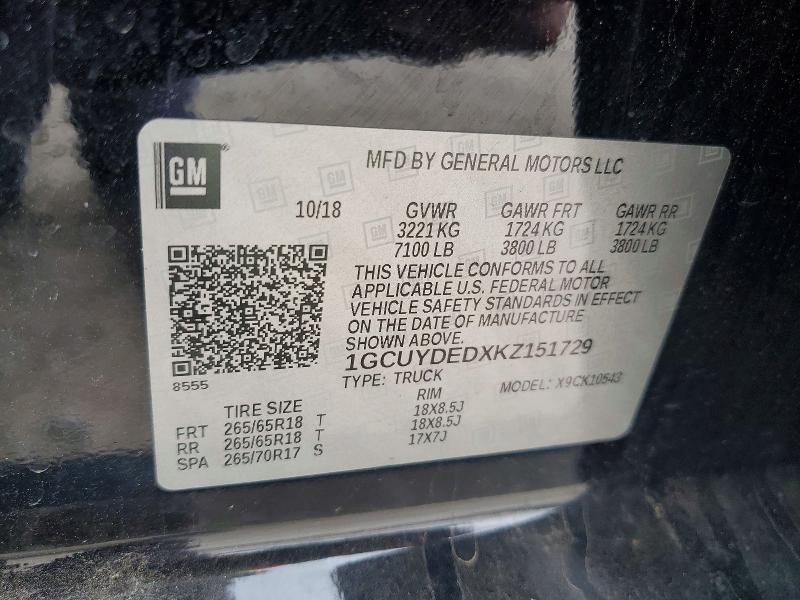 GM
MFD BY GENERAL MOTORS LLC
10/18 GVWR GAWR FRT GAWR RR
3221 KG 1724 KG 1724 KG
7100 LB 3800 LB 3800 LB
THIS VEHICLE CONFORMS TO ALL
APPLICABLE U.S. FEDERAL MOTOR
VEHICLE SAFETY STANDARDS IN EFFECT
ON THE DATE OF MANUFACTURE
SHOWN ABOVE.
1GCUYDEDXKZ151729
8555
TYPE: TRUCK MODEL: X9CK10543
TIRE SIZE RIM
FRT 265/65R18 T 18X8.5J
RR 265/65R18 T 18X8.5J
SPA 265/70R17 S 17X7J